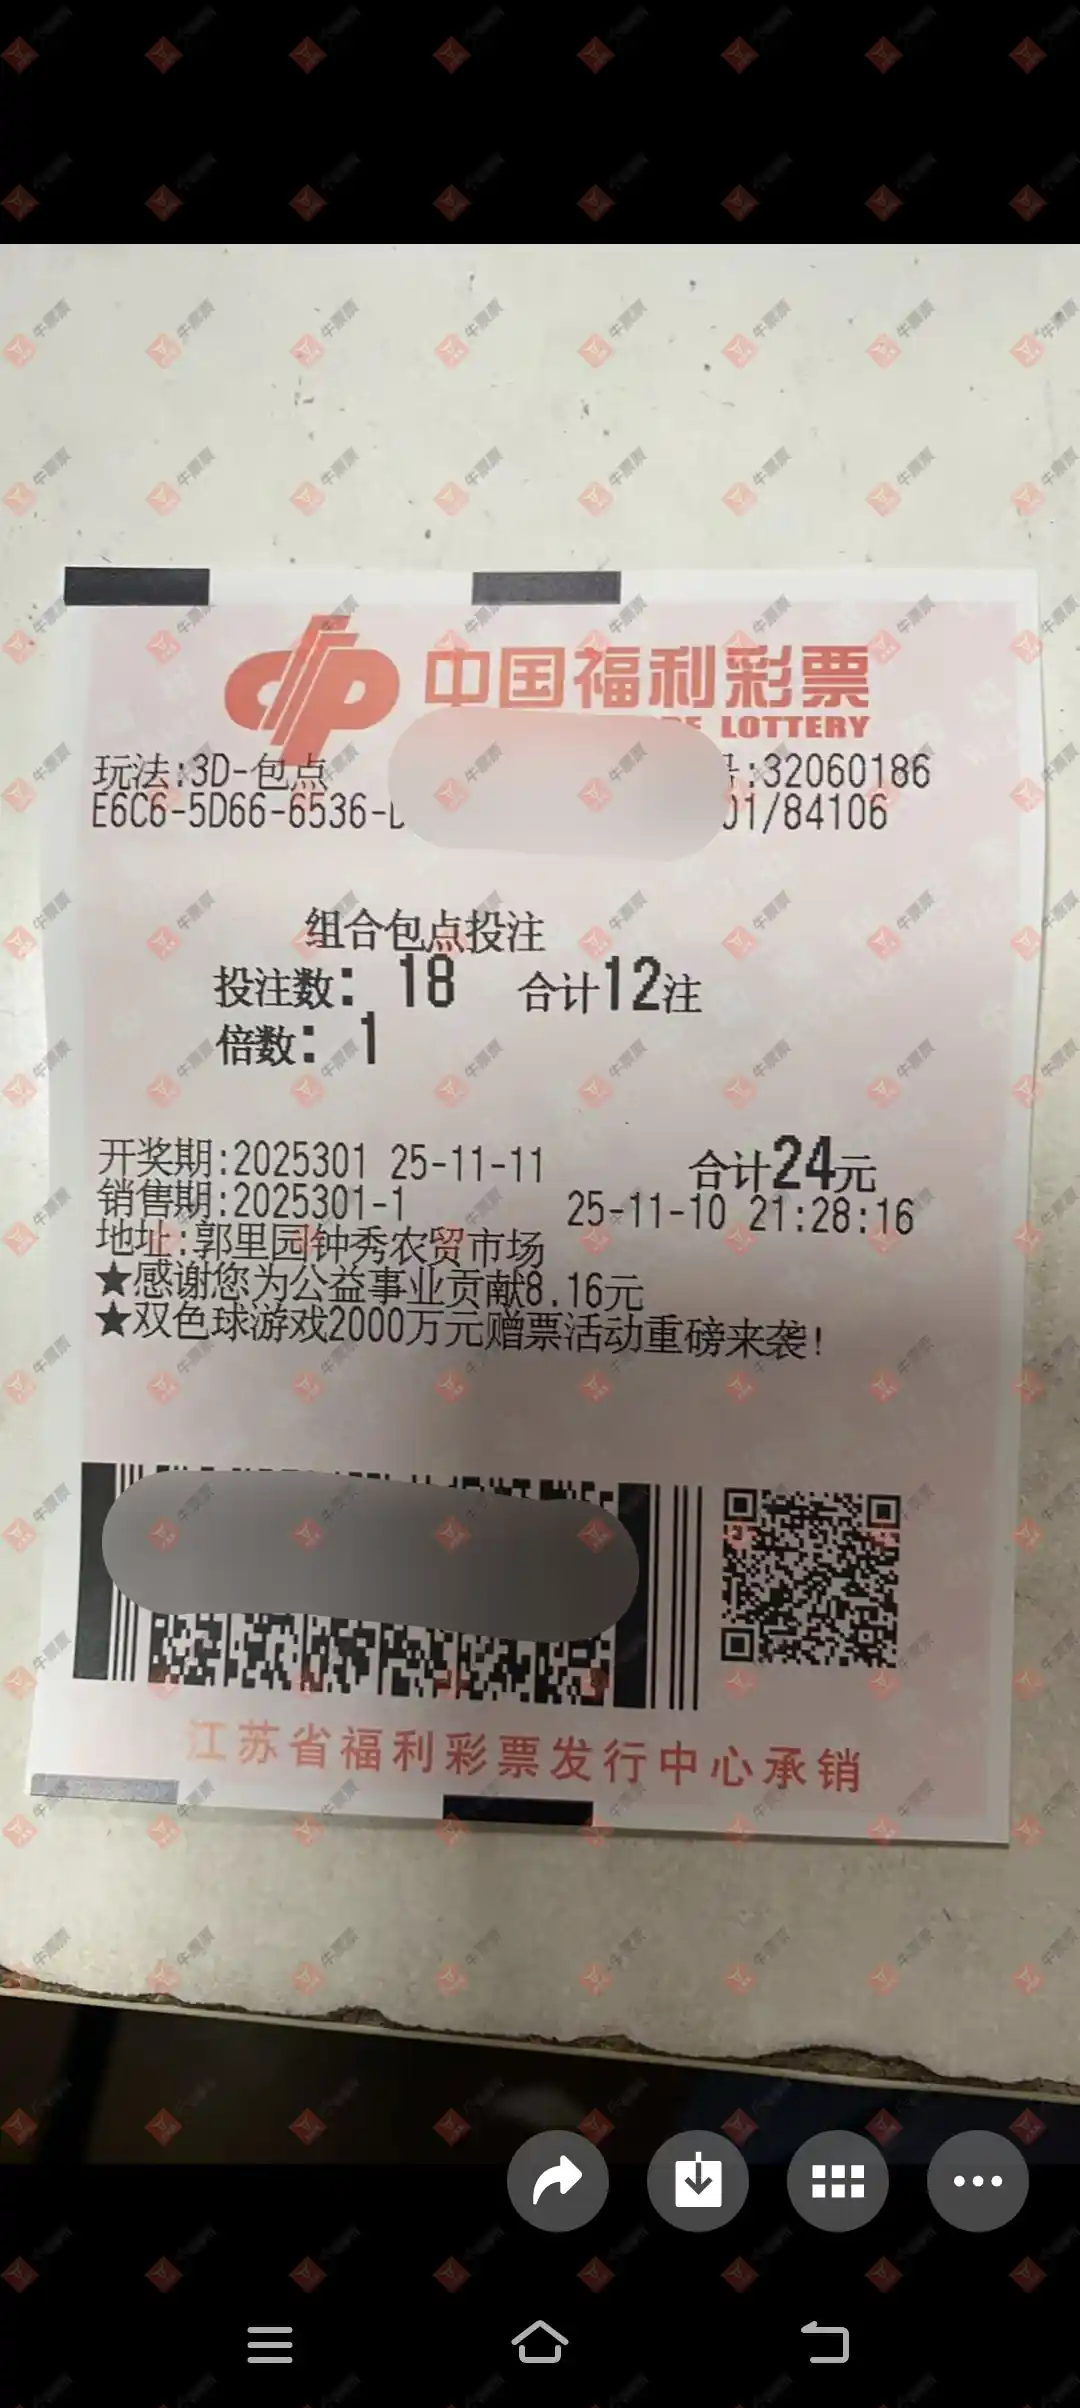 中国福利彩票
LOTTERY
玩法:3D-包点 :32060186
E6C6-5D66-6536- 01/84106
组合包点投注
投注数: 18 合计12注
倍数: 1
开奖期:2025301 25-11-11 合计24元
销售期:2025301-1 25-11-10 21:28:16
地址:郭里园钟秀农贸市场
★感谢您为公益事业贡献8.16元
★双色球游戏2000万元赠票活动重磅来袭!
江苏省福利彩票发行中心承销
牛票票